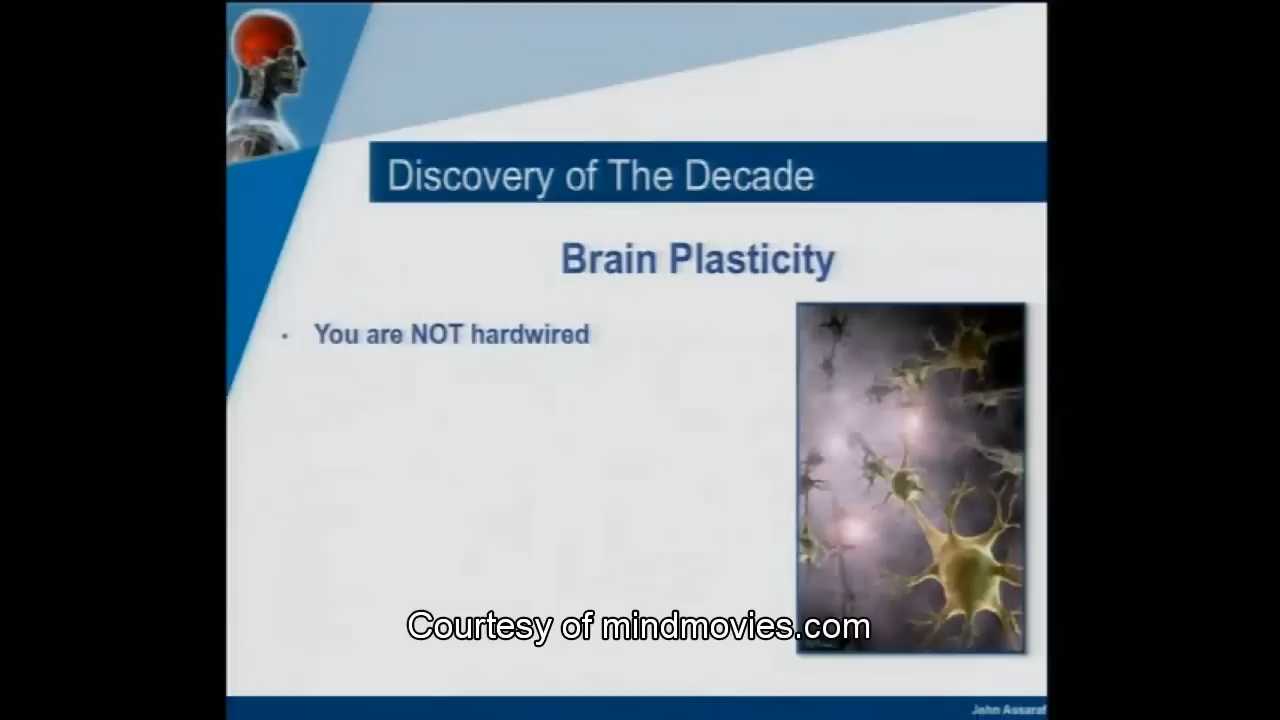 Discovery of The Decade
Brain Plasticity
· You are NOT hardwired
Courtesy of mindmovies.com
John Assaraf